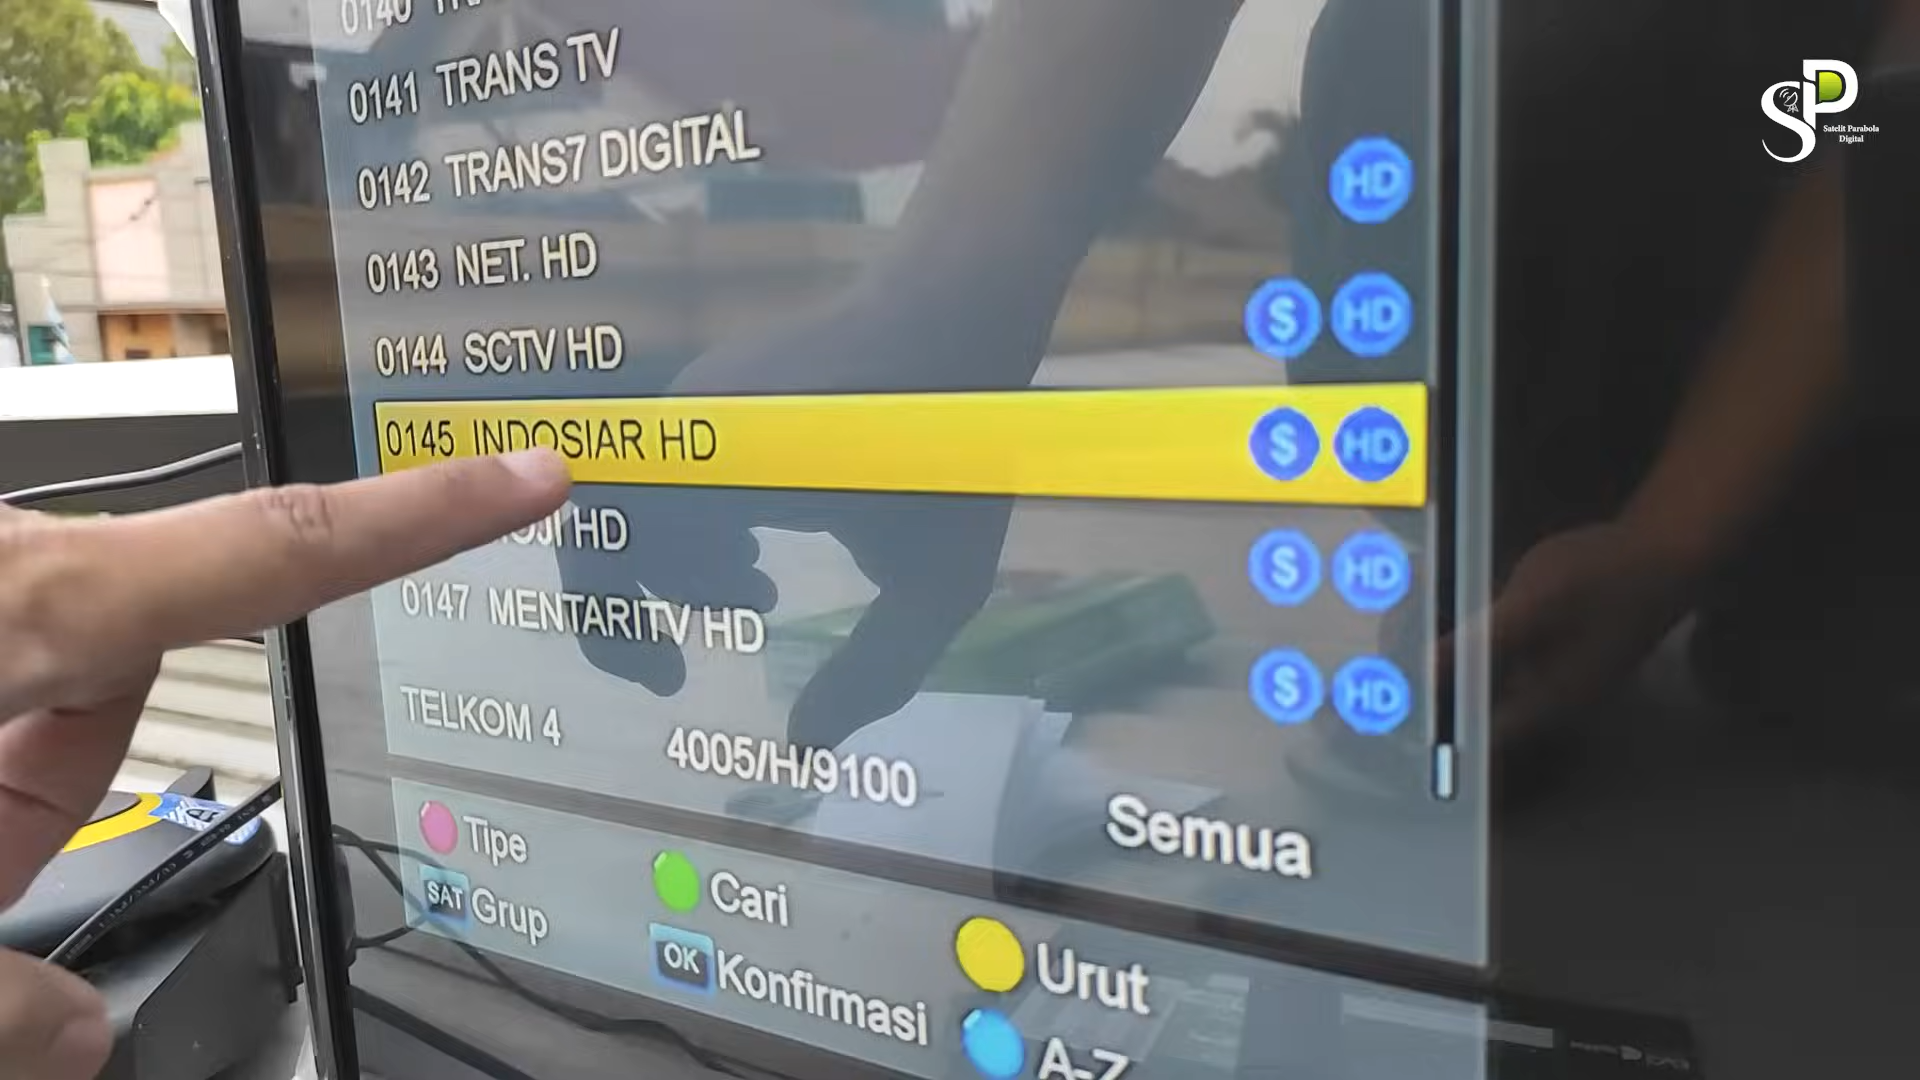 0140
0141 TRANS TV
0142 TRANS7 DIGITAL
HD
0143 NET. HD
$ HD
0144 SCTV HD
0145 INDOSIAR HD
$ HD
HD
$ HD
0147 MENTARITV HD
$ HD
TELKOM 4
4005/H/9100
Semua
Tipe
Cari
Urut
SAT Grup
OK Konfirmasi
A-Z
SPD
Satelit Parabola
Digital